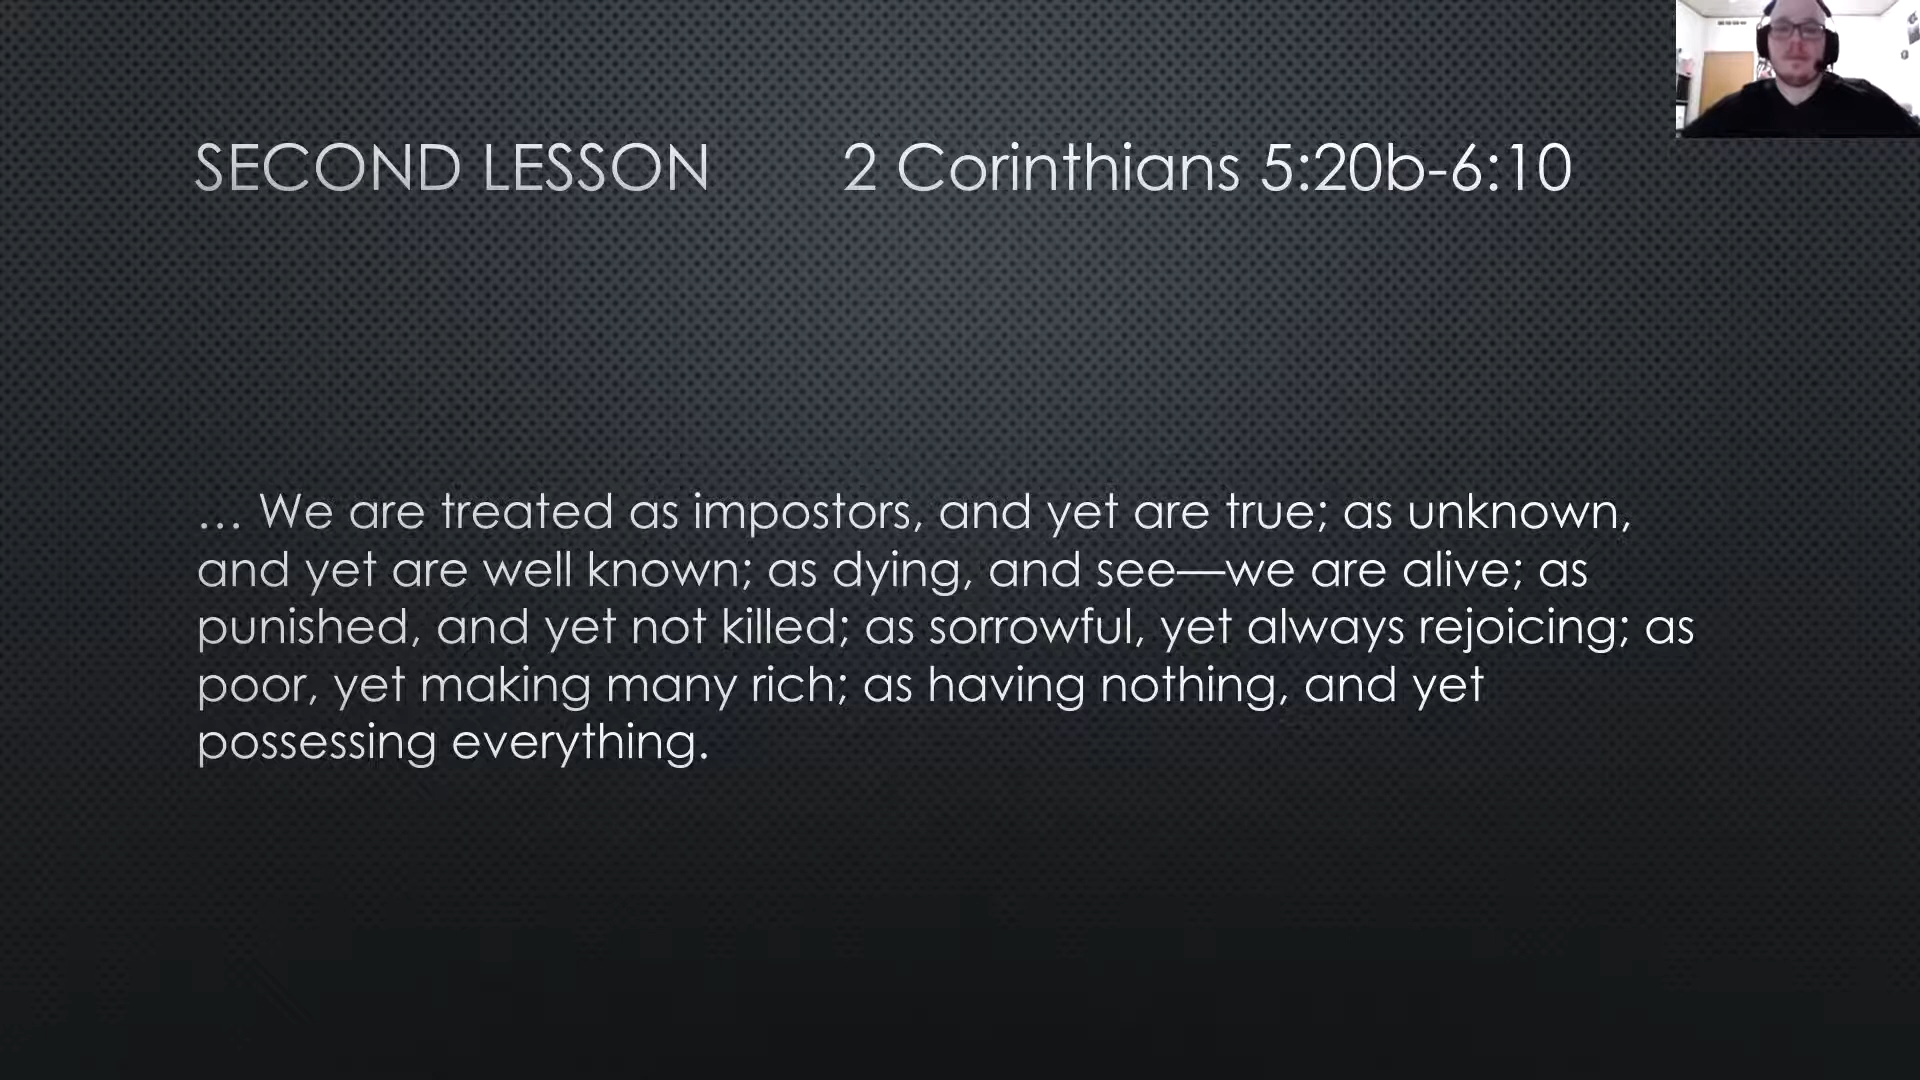 SECOND LESSON 2 Corinthians 5:20b-6:10
… We are treated as impostors, and yet are true; as unknown,
and yet are well known; as dying, and see—we are alive; as
punished, and yet not killed; as sorrowful, yet always rejoicing; as
poor, yet making many rich; as having nothing, and yet
possessing everything.